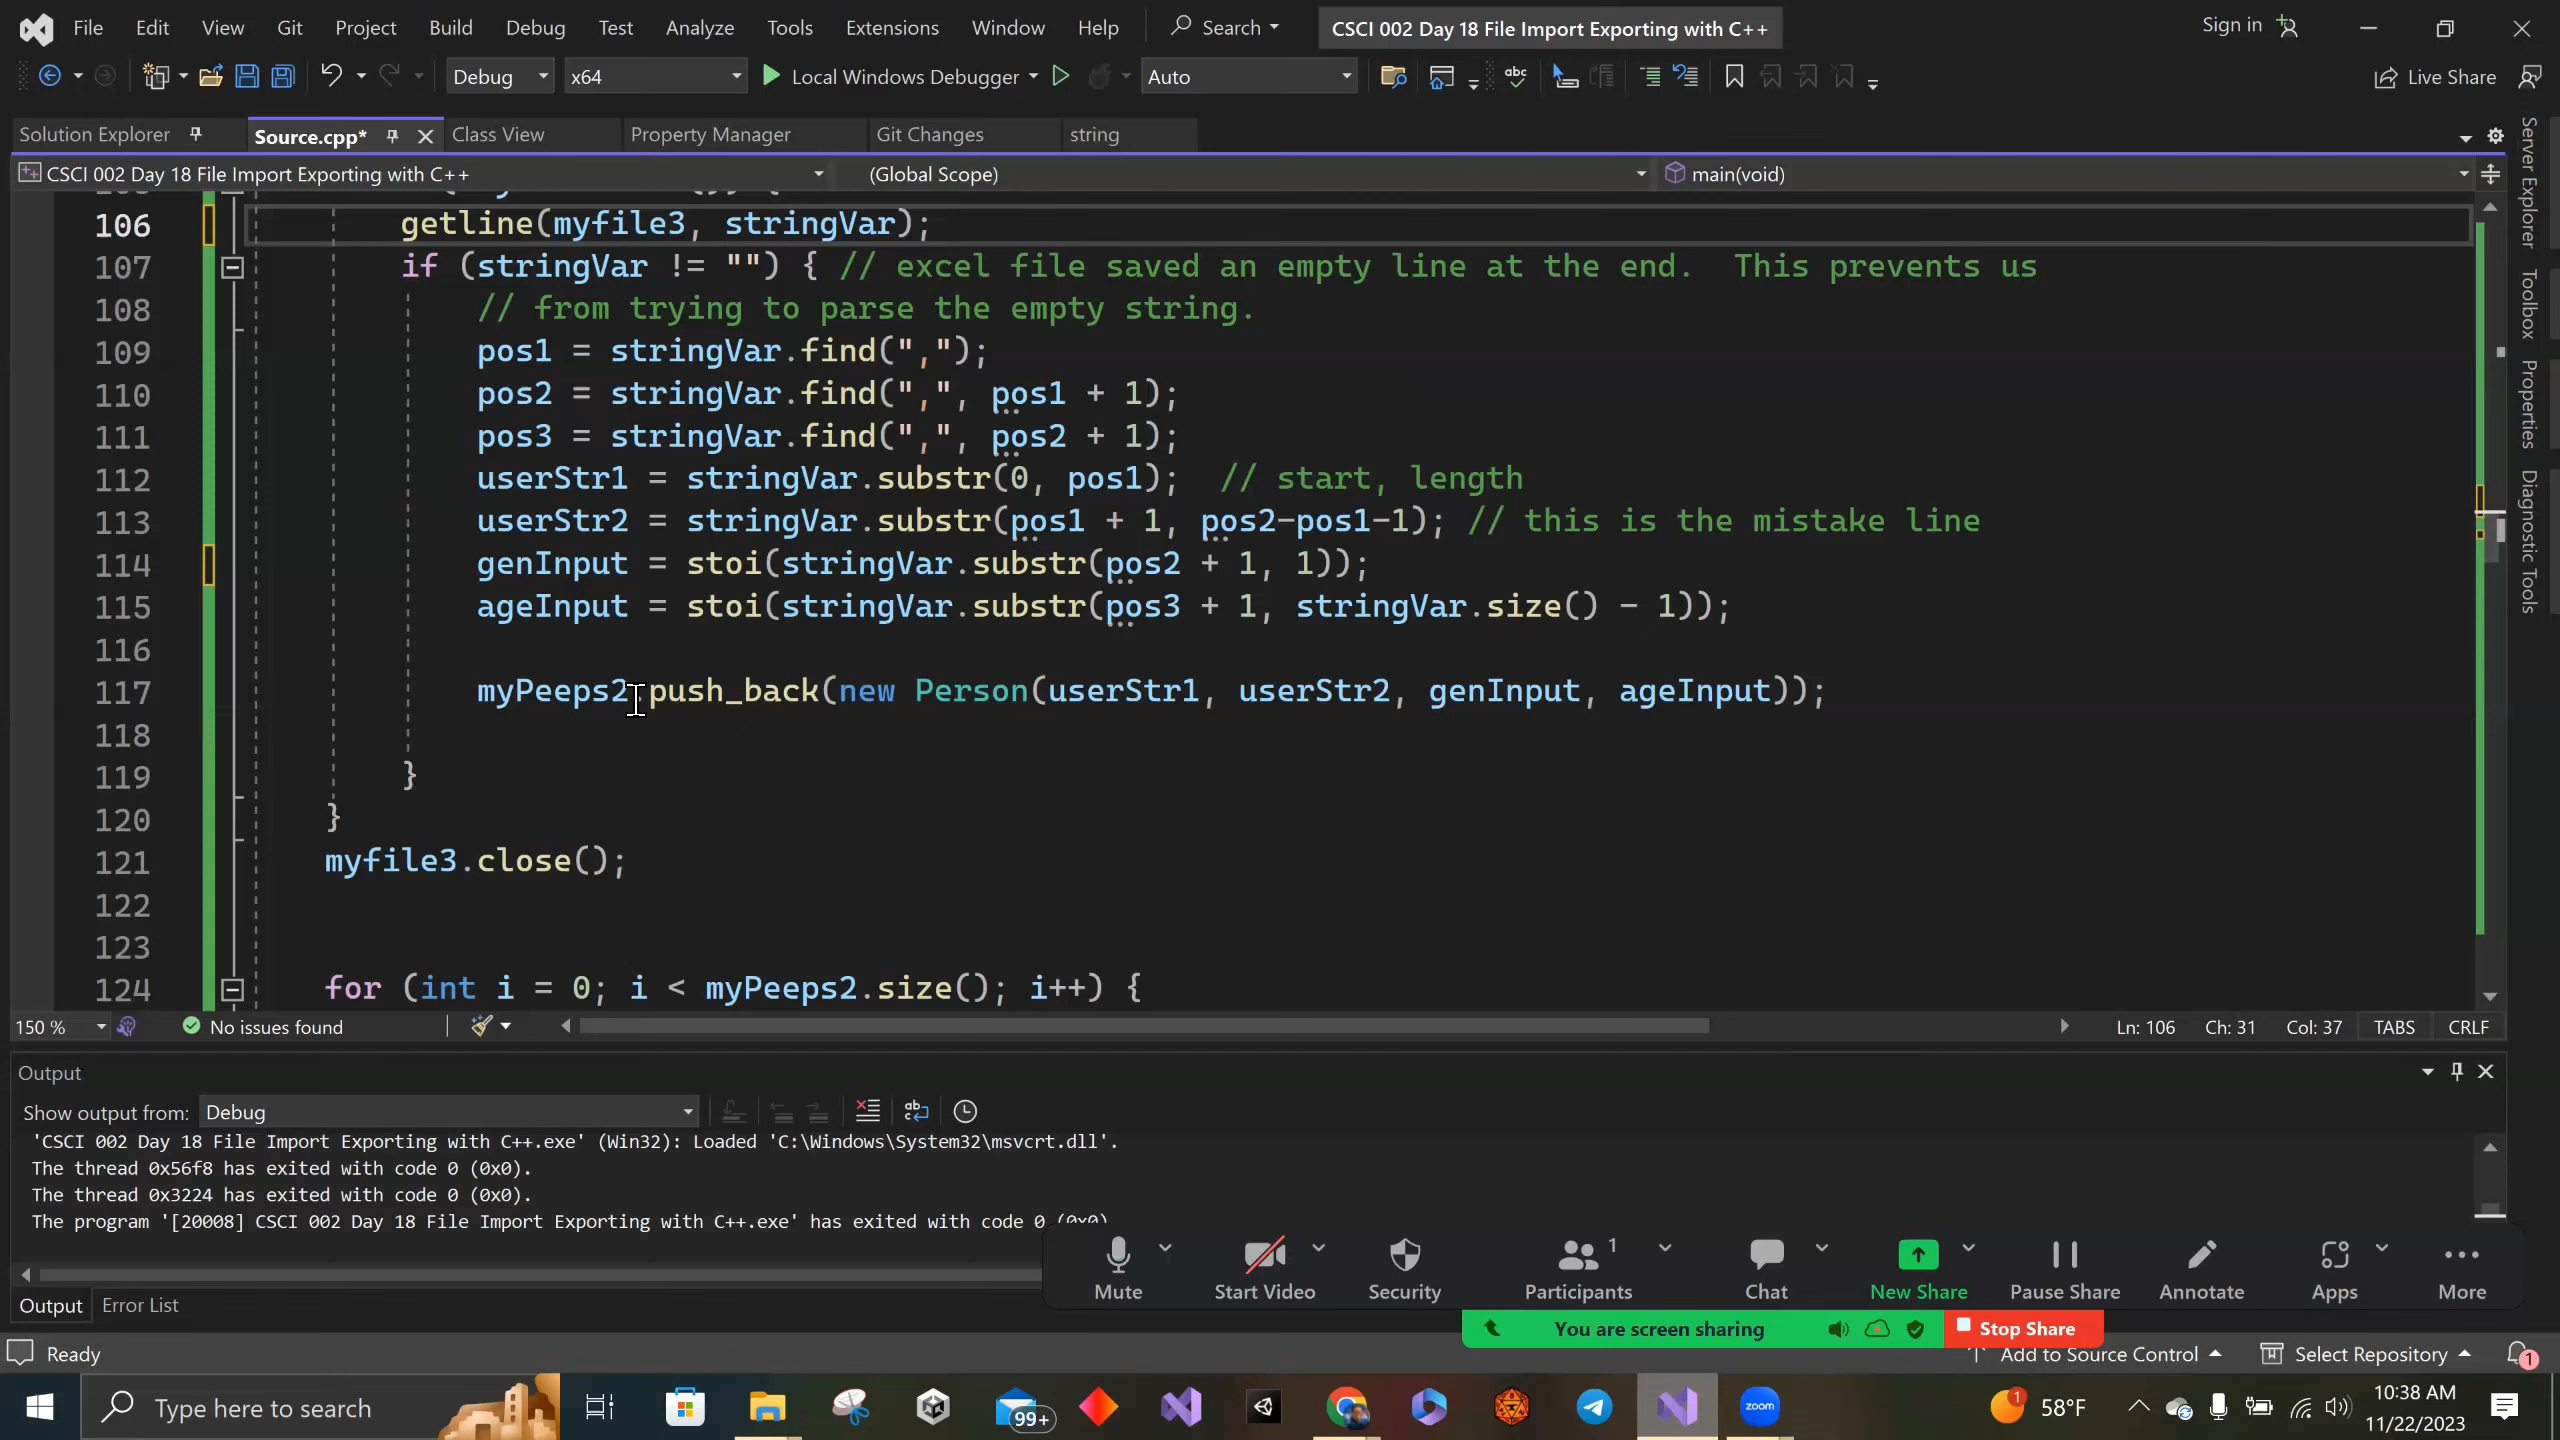 File Edit View Git Project Build Debug Test Analyze Tools Extensions Window Help Search CSCI 002 Day 18 File Import Exporting with C++ Sign in
Debug x64 Local Windows Debugger Auto Live Share
Solution Explorer Source.cpp* Class View Property Manager Git Changes string
CSCI 002 Day 18 File Import Exporting with C++ (Global Scope) main(void)
106 getline(myfile3, stringVar);
107 if (stringVar != "") { // excel file saved an empty line at the end.  This prevents us
108 // from trying to parse the empty string.
109 pos1 = stringVar.find(",");
110 pos2 = stringVar.find(",", pos1 + 1);
111 pos3 = stringVar.find(",", pos2 + 1);
112 userStr1 = stringVar.substr(0, pos1);  // start, length
113 userStr2 = stringVar.substr(pos1 + 1, pos2-pos1-1); // this is the mistake line
114 genInput = stoi(stringVar.substr(pos2 + 1, 1));
115 ageInput = stoi(stringVar.substr(pos3 + 1, stringVar.size() - 1));
116
117 myPeeps2.push_back(new Person(userStr1, userStr2, genInput, ageInput));
118
119 }
120 }
121 myfile3.close();
122
123
124 for (int i = 0; i < myPeeps2.size(); i++) {
Server Explorer
Toolbox
Properties
Diagnostic Tools
150 % No issues found Ln: 106 Ch: 31 Col: 37 TABS CRLF
Output
Show output from: Debug
'CSCI 002 Day 18 File Import Exporting with C++.exe' (Win32): Loaded 'C:\Windows\System32\msvcrt.dll'.
The thread 0x56f8 has exited with code 0 (0x0).
The thread 0x3224 has exited with code 0 (0x0).
The program '[20008] CSCI 002 Day 18 File Import Exporting with C++.exe' has exited with code 0 (0x0)
Output Error List
1
Mute Start Video Security Participants Chat New Share Pause Share Annotate Apps More
You are screen sharing Stop Share
Ready Add to Source Control Select Repository 1
Type here to search 99+ zoom 1 58°F 10:38 AM
11/22/2023